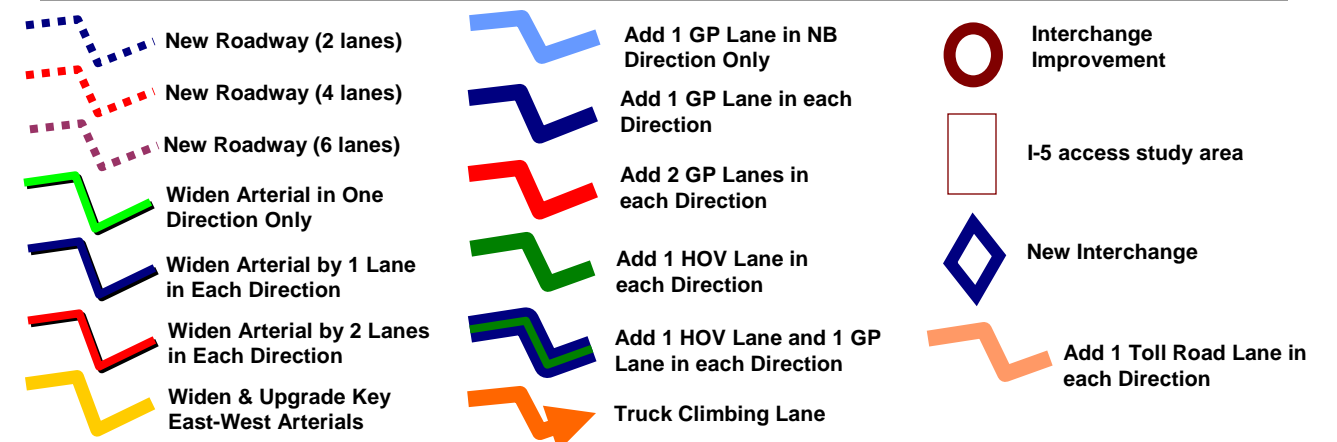 New Roadway (2 lanes)
New Roadway (4 lanes)
New Roadway (6 lanes)
Widen Arterial in One
Direction Only
Widen Arterial by 1 Lane
in Each Direction
Widen Arterial by 2 Lanes
in Each Direction
Widen & Upgrade Key
East-West Arterials
Add 1 GP Lane in NB
Direction Only
Add 1 GP Lane in each
Direction
Add 2 GP Lanes in
each Direction
Add 1 HOV Lane in
each Direction
Add 1 HOV Lane and 1 GP
Lane in each Direction
Truck Climbing Lane
Interchange
Improvement
I-5 access study area
New Interchange
Add 1 Toll Road Lane in
each Direction